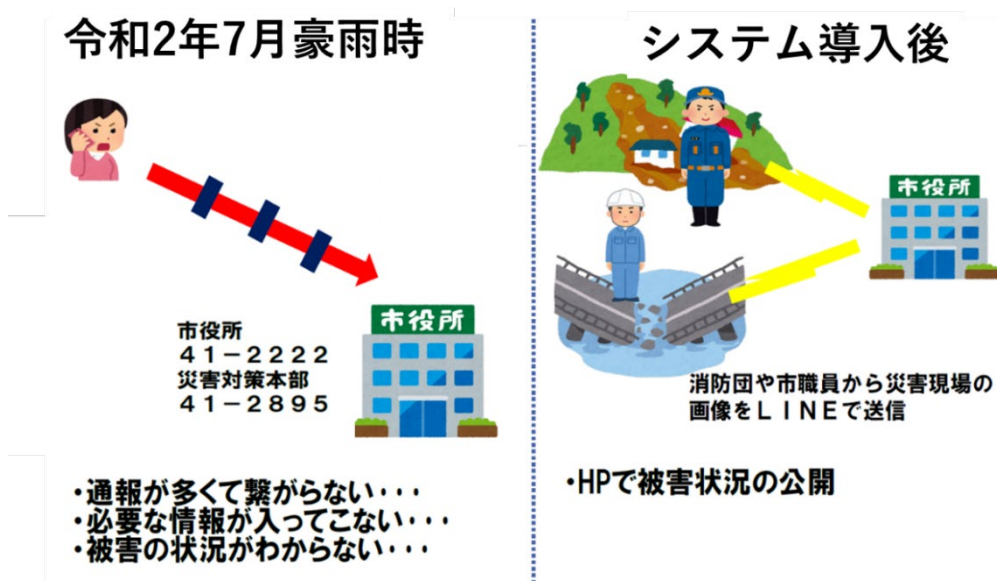 令和2年7月豪雨時
市役所
41-2222
災害対策本部
41-2895
市役所
・通報が多くて繋がらない・・・
・必要な情報が入ってこない・・・
・被害の状況がわからない・・・
システム導入後
市役所
消防団や市職員から災害現場の
画像をLINEで送信
・HPで被害状況の公開